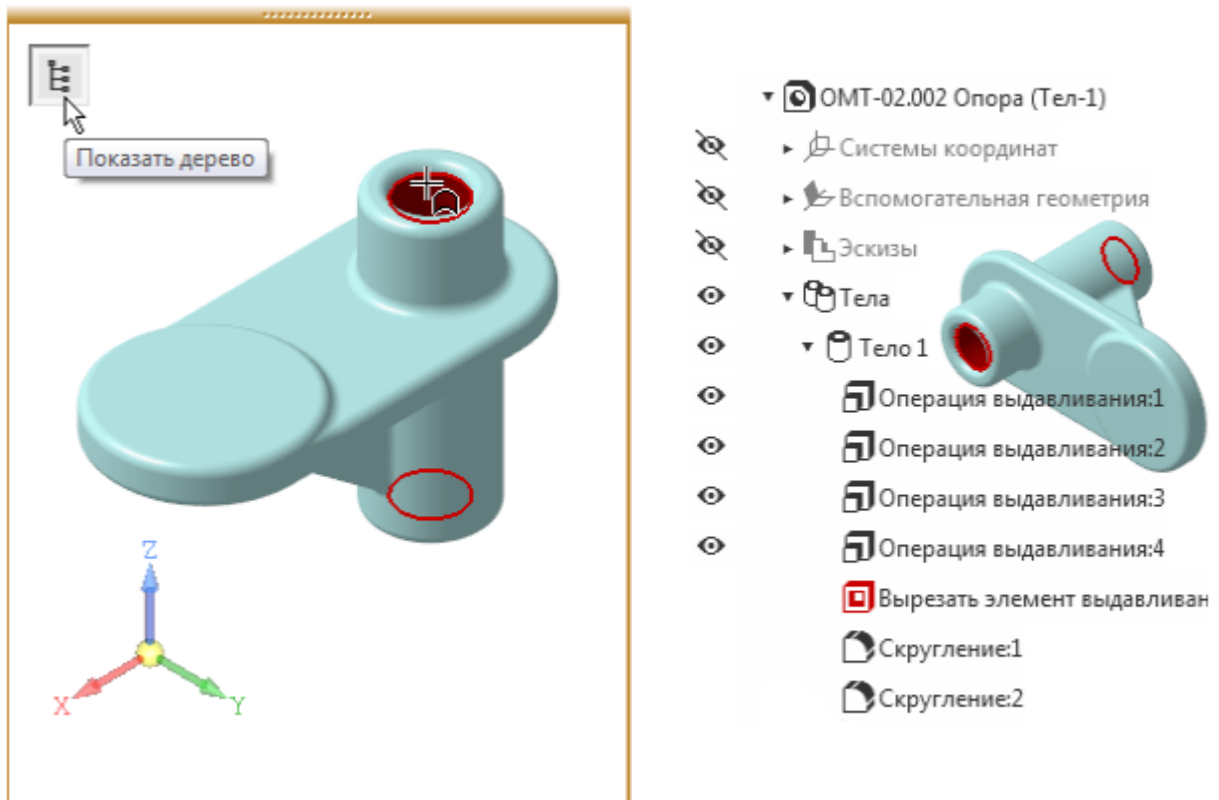 Показать дерево
Z
X
Y
ОМТ-02.002 Опора (Тел-1)
Системы координат
Вспомогательная геометрия
Эскизы
Тела
Тело 1
Операция выдавливания:1
Операция выдавливания:2
Операция выдавливания:3
Операция выдавливания:4
Вырезать элемент выдавливан
Скругление:1
Скругление:2